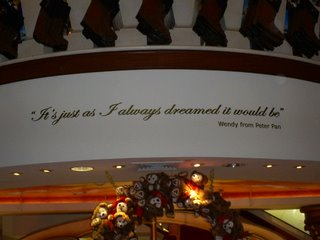 "It's just as I always dreamed it would be"
Wendy from Peter Pan